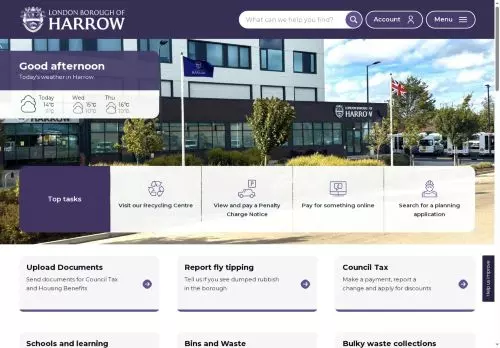 LONDON BOROUGH OF
HARROW
What can we help you find?
Account
Menu
Good afternoon
Today's weather in Harrow.
Today
14°C
Wed
15°C
10°C
Thu
16°C
10°C
HARROW
LONDON BOROUGH OF
HARROW
Top tasks
Visit our Recycling Centre
View and pay a Penalty
Charge Notice
Pay for something online
Search for a planning
application
Upload Documents
Send documents for Council Tax
and Housing Benefits
Report fly tipping
Tell us if you see dumped rubbish
in the borough
Council Tax
Make a payment, report a
change and apply for discounts
Help us improve
Schools and learning
Bins and Waste
Bulky waste collections